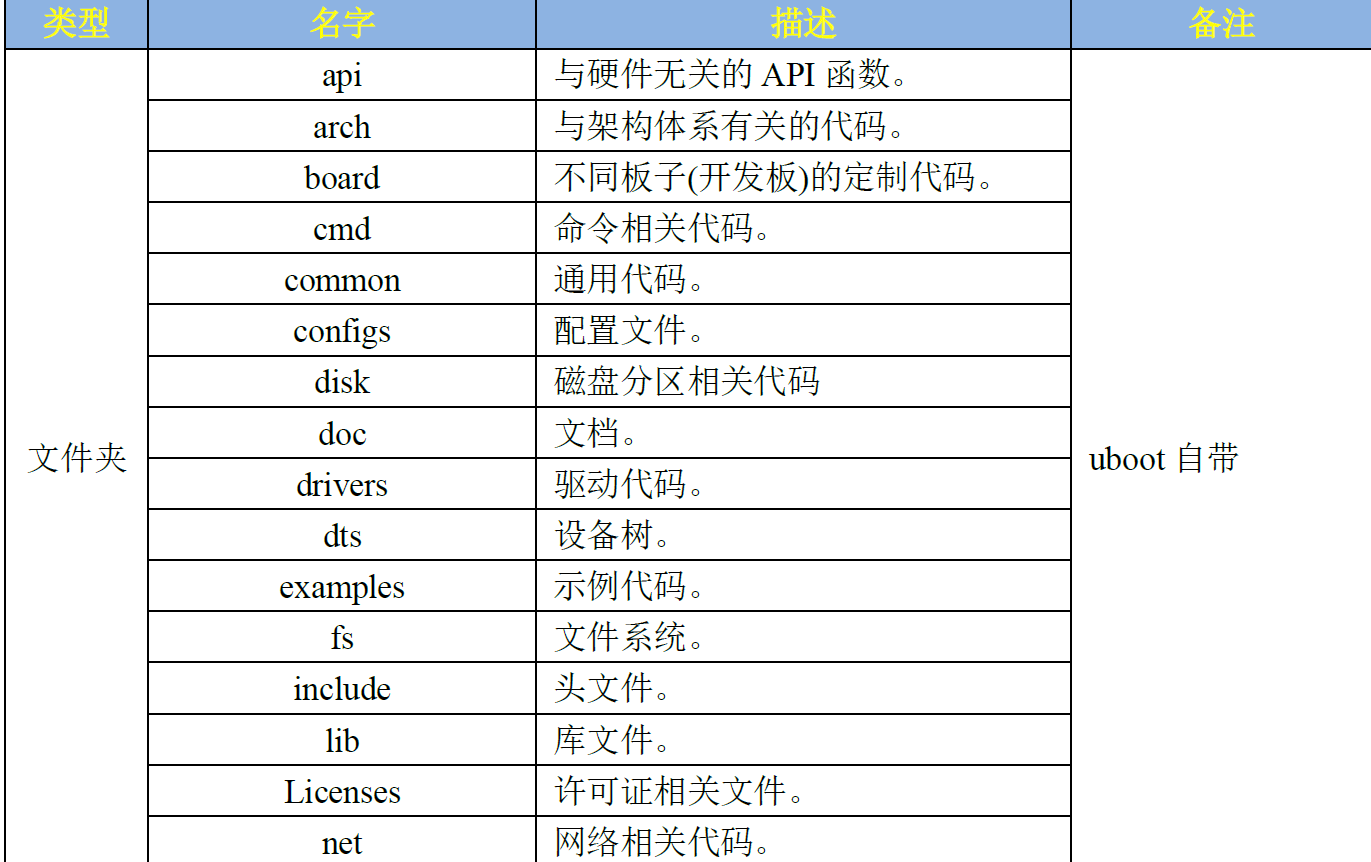 类型 名字 描述 备注
api 与硬件无关的 API 函数。
arch 与架构体系有关的代码。
board 不同板子(开发板)的定制代码。
cmd 命令相关代码。
common 通用代码。
configs 配置文件。
disk 磁盘分区相关代码
doc 文档。
文件夹 uboot 自带
drivers 驱动代码。
dts 设备树。
examples 示例代码。
fs 文件系统。
include 头文件。
lib 库文件。
Licenses 许可证相关文件。
net 网络相关代码。